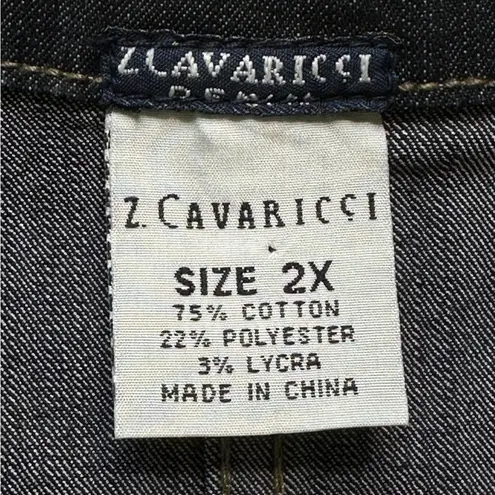 Z. CAVARICCI
Z. CAVARICCI
SIZE 2X
75% COTTON
22% POLYESTER
3% LYCRA
MADE IN CHINA